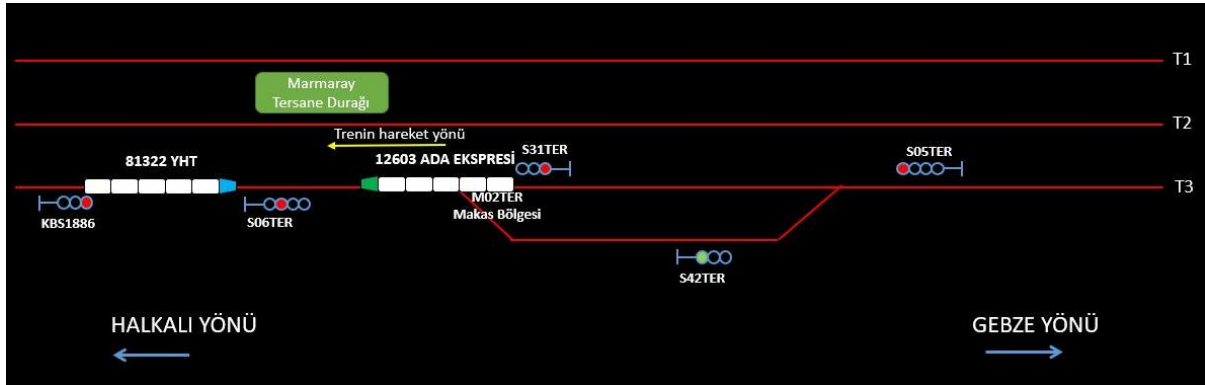 T1
Marmaray
Tersane Durağı
T2
Trenin hareket yönü
S31TER
S05TER
81322 YHT
12603 ADA EKSPRESİ
T3
M02TER
Makas Bölgesi
KBS1886
S06TER
S42TER
HALKALI YÖNÜ
GEBZE YÖNÜ